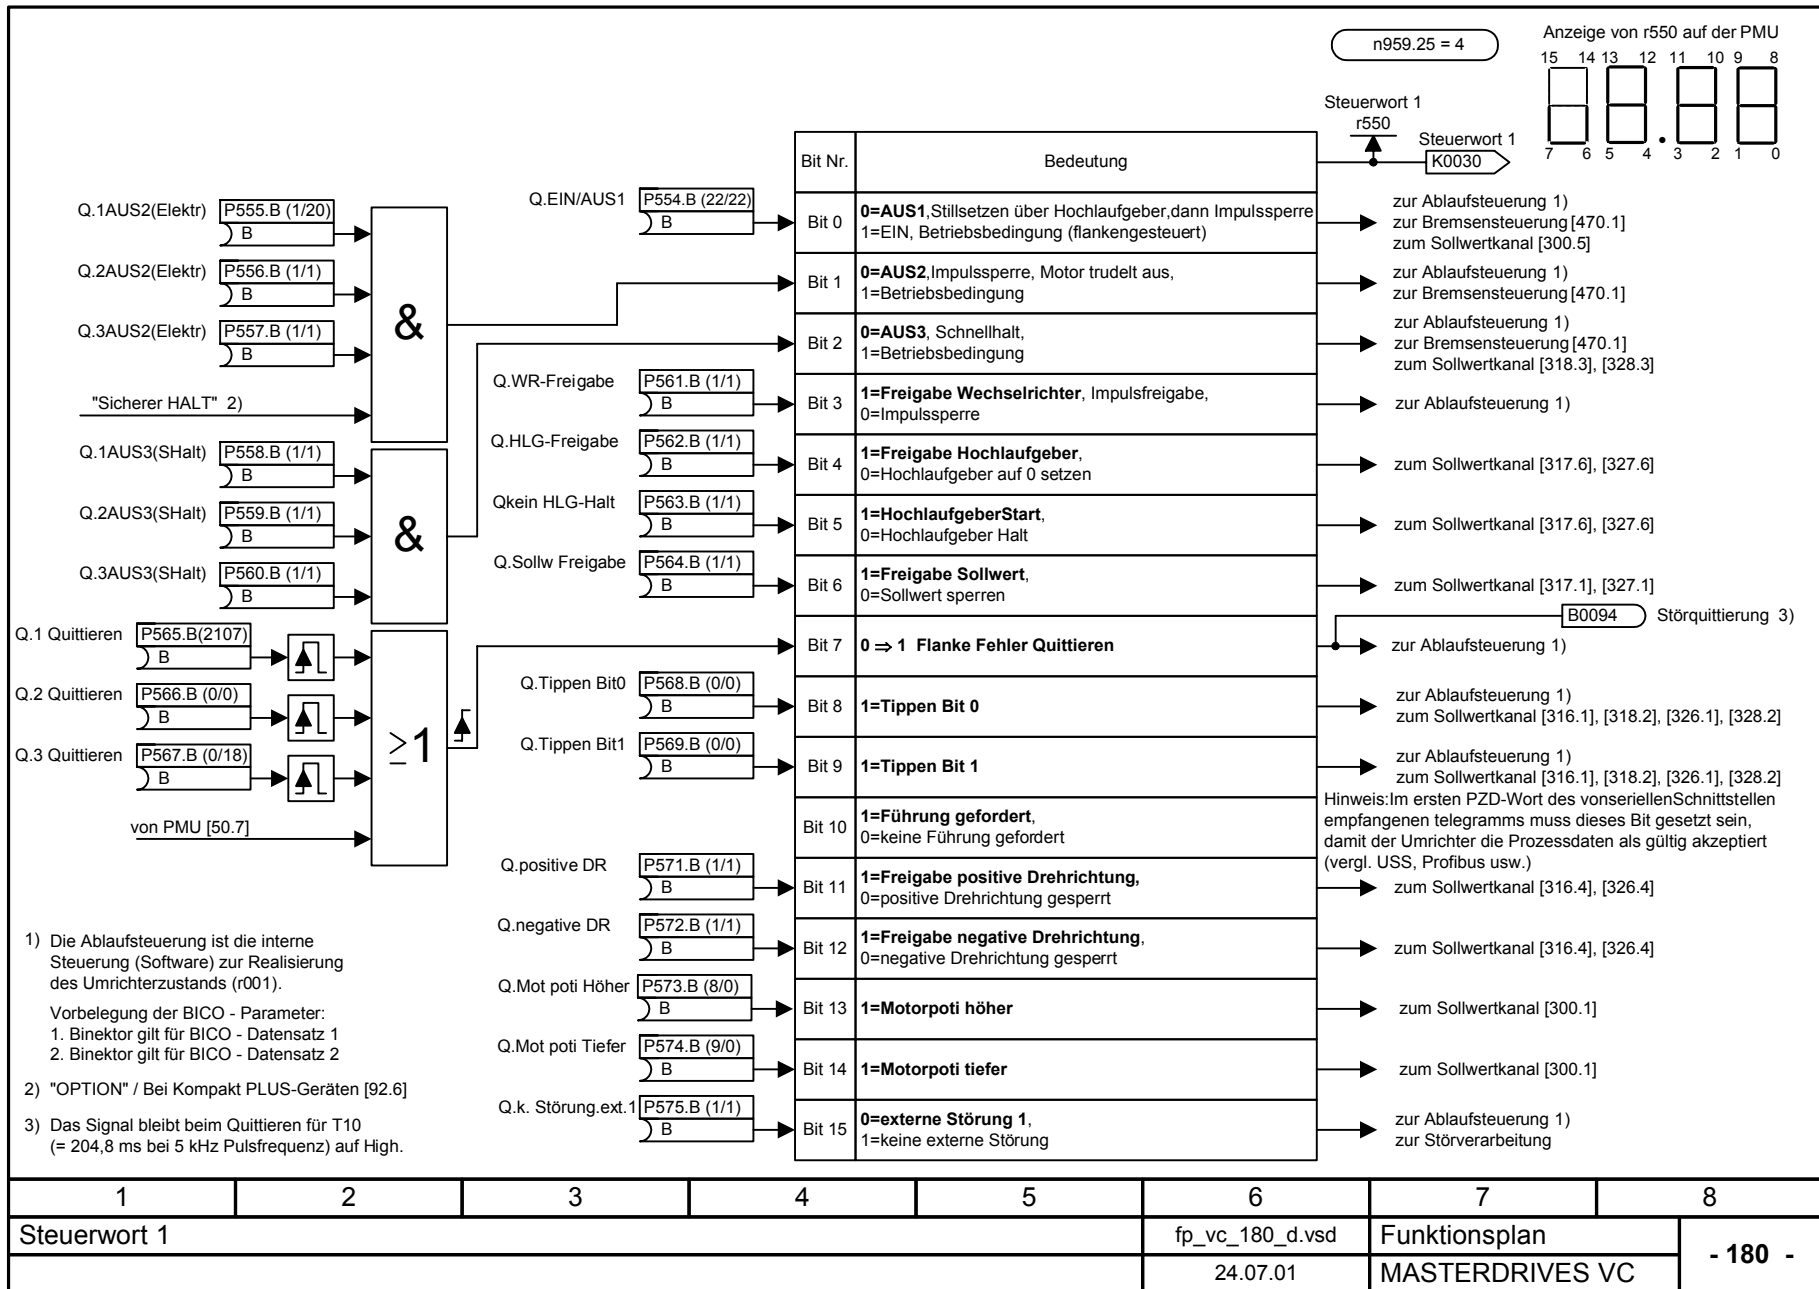 n959.25 = 4
Anzeige von r550 auf der PMU
15 14 13 12 11 10 9 8
7 6 5 4 3 2 1 0
Steuerwort 1
r550
Steuerwort 1
K0030
Bit Nr.
Bedeutung
Q.1AUS2(Elektr)
P555.B (1/20)
B
Q.2AUS2(Elektr)
P556.B (1/1)
B
Q.3AUS2(Elektr)
P557.B (1/1)
B
"Sicherer HALT" 2)
&
Q.1AUS3(SHalt)
P558.B (1/1)
B
Q.2AUS3(SHalt)
P559.B (1/1)
B
Q.3AUS3(SHalt)
P560.B (1/1)
B
&
Q.1 Quittieren
P565.B(2107)
B
Q.2 Quittieren
P566.B (0/0)
B
Q.3 Quittieren
P567.B (0/18)
B
von PMU [50.7]
≥1
Q.EIN/AUS1
P554.B (22/22)
B
Bit 0
0=AUS1,Stillsetzen über Hochlaufgeber,dann Impulssperre
1=EIN, Betriebsbedingung (flankengesteuert)
zur Ablaufsteuerung 1)
zur Bremsensteuerung [470.1]
zum Sollwertkanal [300.5]
Bit 1
0=AUS2,Impulssperre, Motor trudelt aus,
1=Betriebsbedingung
zur Ablaufsteuerung 1)
zur Bremsensteuerung [470.1]
Bit 2
0=AUS3, Schnellhalt,
1=Betriebsbedingung
zur Ablaufsteuerung 1)
zur Bremsensteuerung [470.1]
zum Sollwertkanal [318.3], [328.3]
Q.WR-Freigabe
P561.B (1/1)
B
Bit 3
1=Freigabe Wechselrichter, Impulsfreigabe,
0=Impulssperre
zur Ablaufsteuerung 1)
Q.HLG-Freigabe
P562.B (1/1)
B
Bit 4
1=Freigabe Hochlaufgeber,
0=Hochlaufgeber auf 0 setzen
zum Sollwertkanal [317.6], [327.6]
Qkein HLG-Halt
P563.B (1/1)
B
Bit 5
1=HochlaufgeberStart,
0=Hochlaufgeber Halt
zum Sollwertkanal [317.6], [327.6]
Q.Sollw Freigabe
P564.B (1/1)
B
Bit 6
1=Freigabe Sollwert,
0=Sollwert sperren
zum Sollwertkanal [317.1], [327.1]
B0094
Störquittierung 3)
Bit 7
0 ⇒ 1 Flanke Fehler Quittieren
zur Ablaufsteuerung 1)
Q.Tippen Bit0
P568.B (0/0)
B
Bit 8
1=Tippen Bit 0
zur Ablaufsteuerung 1)
zum Sollwertkanal [316.1], [318.2], [326.1], [328.2]
Q.Tippen Bit1
P569.B (0/0)
B
Bit 9
1=Tippen Bit 1
zur Ablaufsteuerung 1)
zum Sollwertkanal [316.1], [318.2], [326.1], [328.2]
Bit 10
1=Führung gefordert,
0=keine Führung gefordert
Hinweis:Im ersten PZD-Wort des vonseriellenSchnittstellen
empfangenen telegramms muss dieses Bit gesetzt sein,
damit der Umrichter die Prozessdaten als gültig akzeptiert
(vergl. USS, Profibus usw.)
Q.positive DR
P571.B (1/1)
B
Bit 11
1=Freigabe positive Drehrichtung,
0=positive Drehrichtung gesperrt
zum Sollwertkanal [316.4], [326.4]
Q.negative DR
P572.B (1/1)
B
Bit 12
1=Freigabe negative Drehrichtung,
0=negative Drehrichtung gesperrt
zum Sollwertkanal [316.4], [326.4]
Q.Mot poti Höher
P573.B (8/0)
B
Bit 13
1=Motorpoti höher
zum Sollwertkanal [300.1]
Q.Mot poti Tiefer
P574.B (9/0)
B
Bit 14
1=Motorpoti tiefer
zum Sollwertkanal [300.1]
Q.k. Störung.ext.1
P575.B (1/1)
B
Bit 15
0=externe Störung 1,
1=keine externe Störung
zur Ablaufsteuerung 1)
zur Störverarbeitung
1) Die Ablaufsteuerung ist die interne
Steuerung (Software) zur Realisierung
des Umrichterzustands (r001).
Vorbelegung der BICO - Parameter:
1. Binektor gilt für BICO - Datensatz 1
2. Binektor gilt für BICO - Datensatz 2
2) "OPTION" / Bei Kompakt PLUS-Geräten [92.6]
3) Das Signal bleibt beim Quittieren für T10
(= 204,8 ms bei 5 kHz Pulsfrequenz) auf High.
1 2 3 4 5 6 7 8
Steuerwort 1
fp_vc_180_d.vsd
Funktionsplan
- 180 -
24.07.01
MASTERDRIVES VC